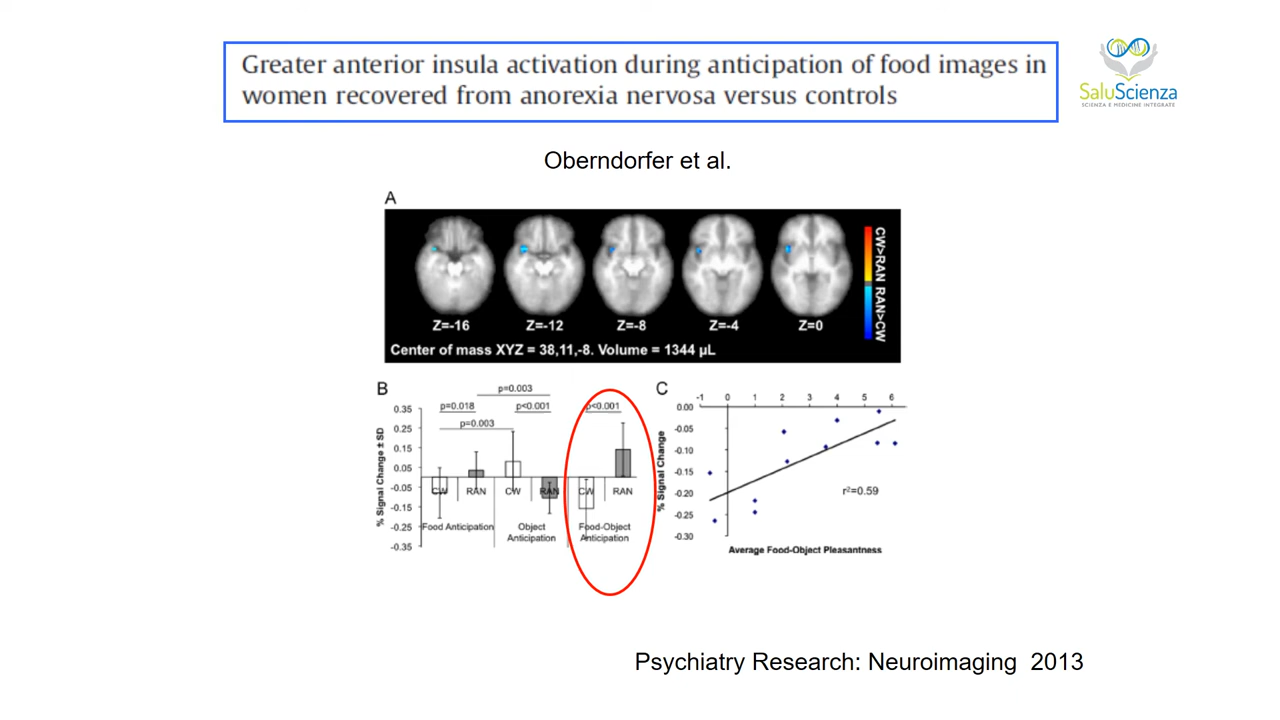 Greater anterior insula activation during anticipation of food images in
women recovered from anorexia nervosa versus controls
SaluScienza
SCIENZA E MEDICINE INTEGRATE
Oberndorfer et al.
A
CW>RAN RAN>CW
Z=-16 Z=-12 Z=-8 Z=-4 Z=0
Center of mass XYZ = 38,11,-8. Volume = 1344 µL
B
% Signal Change ± SD
0.35
0.25
0.15
0.05
-0.05
-0.15
-0.25
-0.35
p=0.003
p=0.018 p<0.001 p<0.001
p=0.003
CW RAN CW RAN CW RAN
Food Anticipation
Object
Anticipation
Food-Object
Anticipation
C
-1 0 1 2 3 4 5 6
% Signal Change
0.00
-0.05
-0.10
-0.15
-0.20
-0.25
-0.30
r²=0.59
Average Food-Object Pleasantness
Psychiatry Research: Neuroimaging 2013